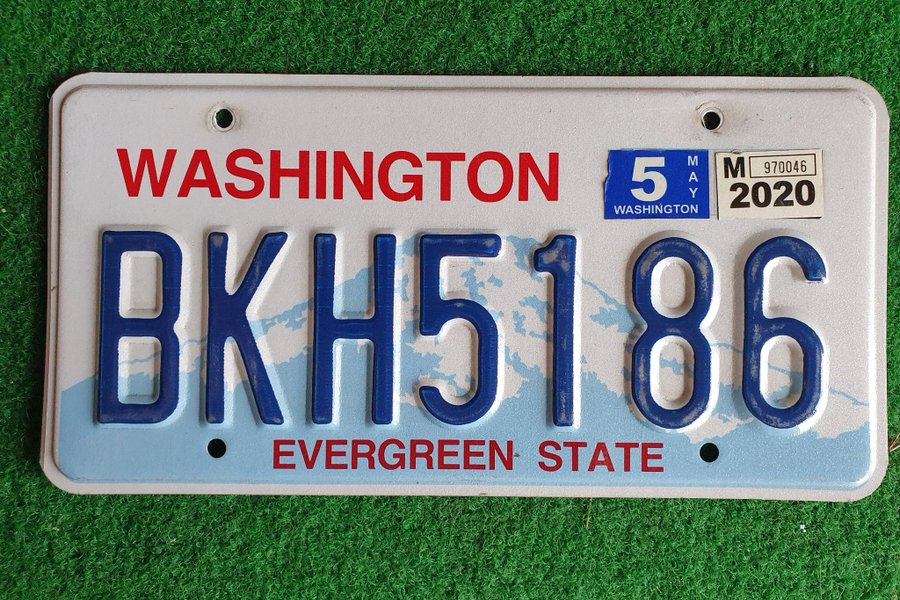 WASHINGTON
5 MAY
WASHINGTON
M 970046
2020
BKH5186
EVERGREEN STATE